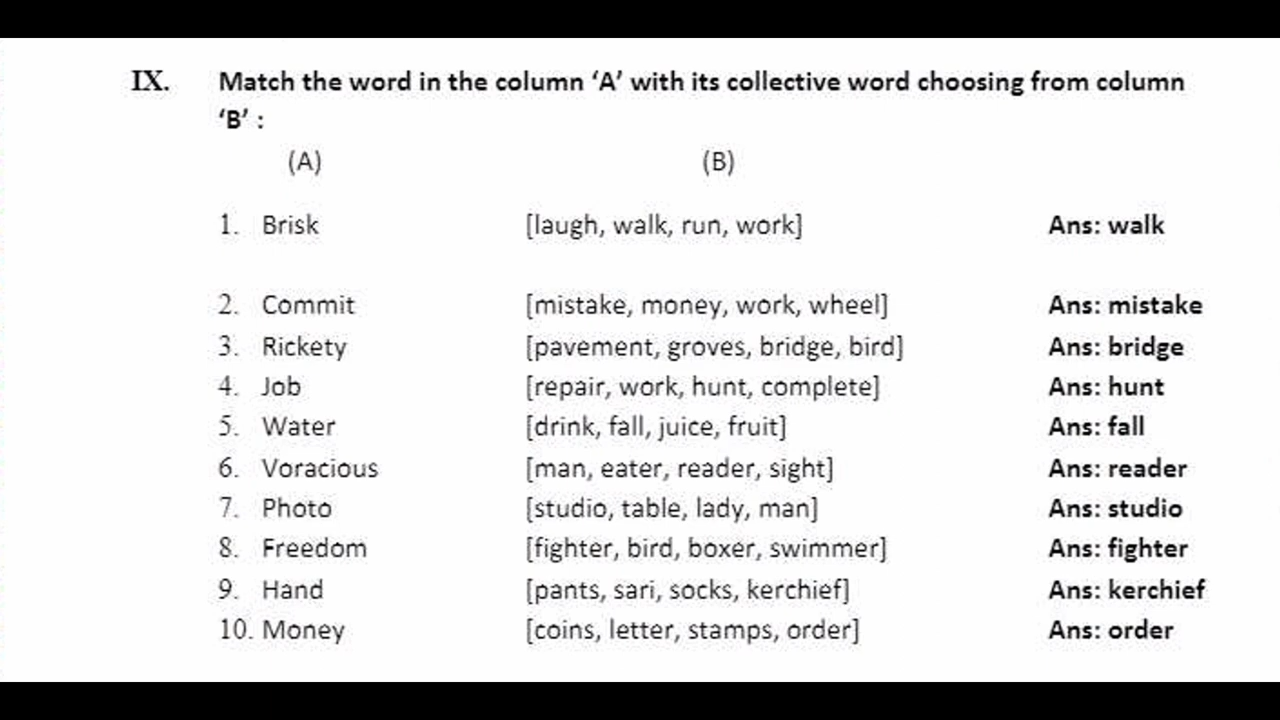 IX. Match the word in the column ‘A’ with its collective word choosing from column
‘B’ :
(A) (B)
1. Brisk [laugh, walk, run, work] Ans: walk
2. Commit [mistake, money, work, wheel] Ans: mistake
3. Rickety [pavement, groves, bridge, bird] Ans: bridge
4. Job [repair, work, hunt, complete] Ans: hunt
5. Water [drink, fall, juice, fruit] Ans: fall
6. Voracious [man, eater, reader, sight] Ans: reader
7. Photo [studio, table, lady, man] Ans: studio
8. Freedom [fighter, bird, boxer, swimmer] Ans: fighter
9. Hand [pants, sari, socks, kerchief] Ans: kerchief
10. Money [coins, letter, stamps, order] Ans: order